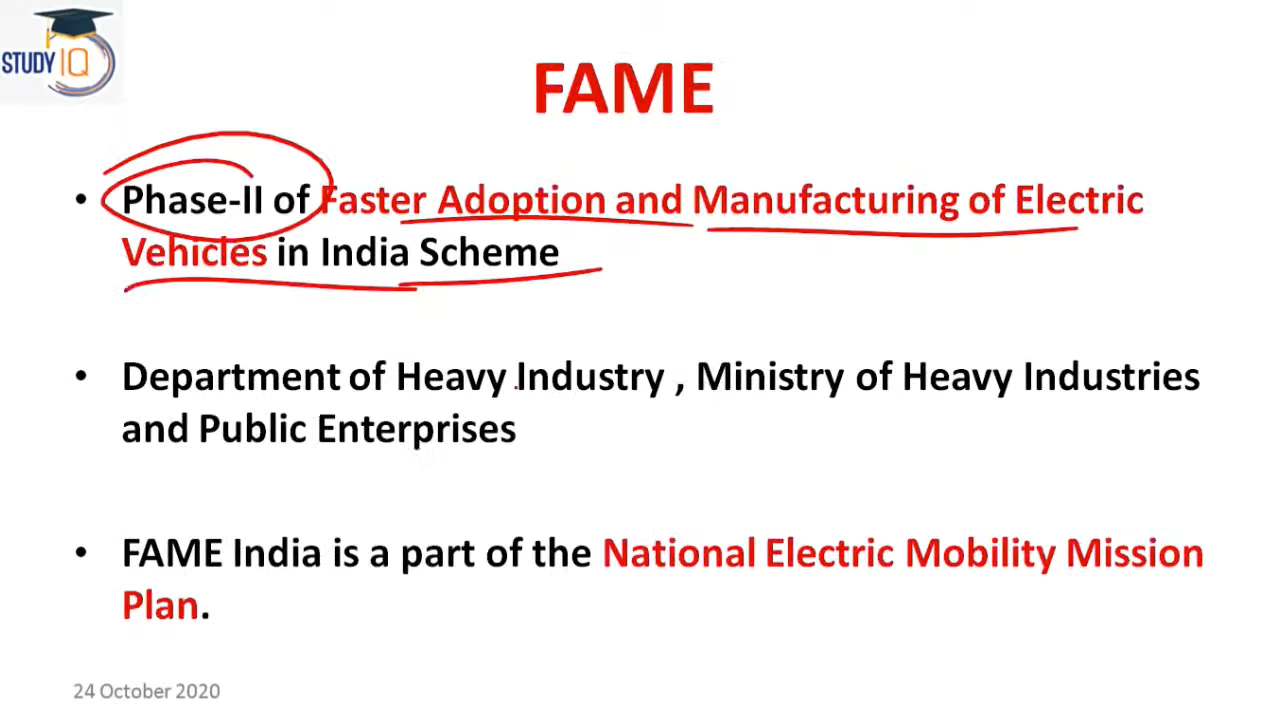 STUDY IQ
FAME
• Phase-II of Faster Adoption and Manufacturing of Electric
Vehicles in India Scheme
• Department of Heavy Industry , Ministry of Heavy Industries
and Public Enterprises
• FAME India is a part of the National Electric Mobility Mission
Plan.
24 October 2020